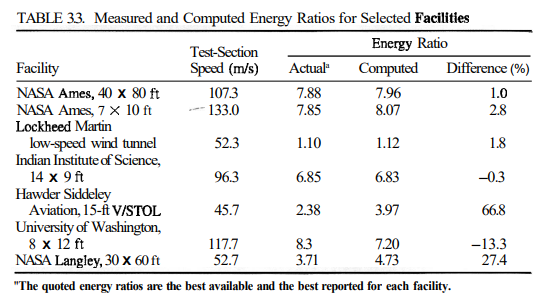 TABLE 33. Measured and Computed Energy Ratios for Selected Facilities
Energy Ratio
Test-Section
Facility Speed (m/s) Actualᵃ Computed Difference (%)
NASA Ames, 40 x 80 ft 107.3 7.88 7.96 1.0
NASA Ames, 7 × 10 ft 133.0 7.85 8.07 2.8
Lockheed Martin
low-speed wind tunnel 52.3 1.10 1.12 1.8
Indian Institute of Science,
14 x 9 ft 96.3 6.85 6.83 -0.3
Hawder Siddeley
Aviation, 15-ft V/STOL 45.7 2.38 3.97 66.8
University of Washington,
8 x 12 ft 117.7 8.3 7.20 -13.3
NASA Langley, 30 X 60 ft 52.7 3.71 4.73 27.4
ᵃThe quoted energy ratios are the best available and the best reported for each facility.